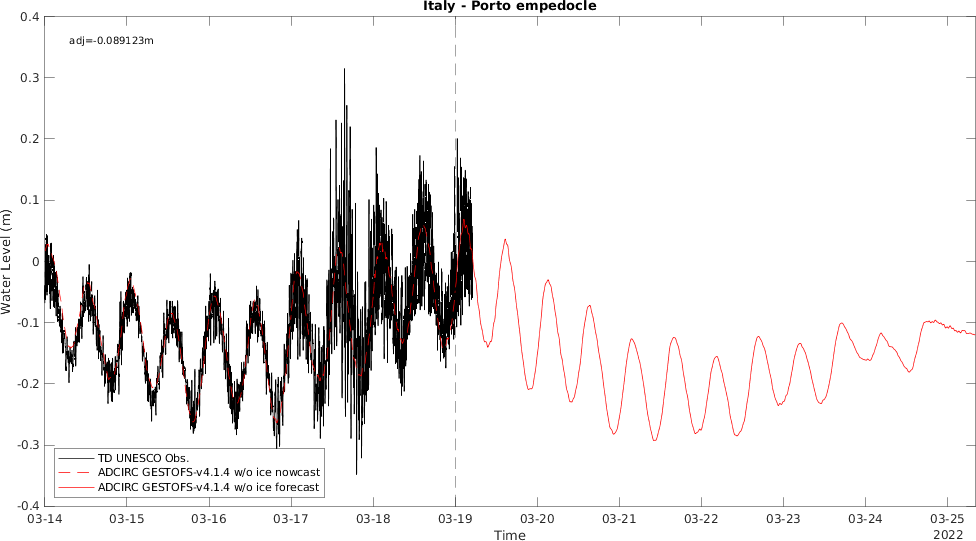 Italy - Porto empedocle
adj=-0.089123m
0.4
0.3
0.2
0.1
0
-0.1
-0.2
-0.3
-0.4
Water Level (m)
TD UNESCO Obs.
ADCIRC GESTOFS-v4.1.4 w/o ice nowcast
ADCIRC GESTOFS-v4.1.4 w/o ice forecast
03-14 03-15 03-16 03-17 03-18 03-19 03-20 03-21 03-22 03-23 03-24 03-25
Time
2022